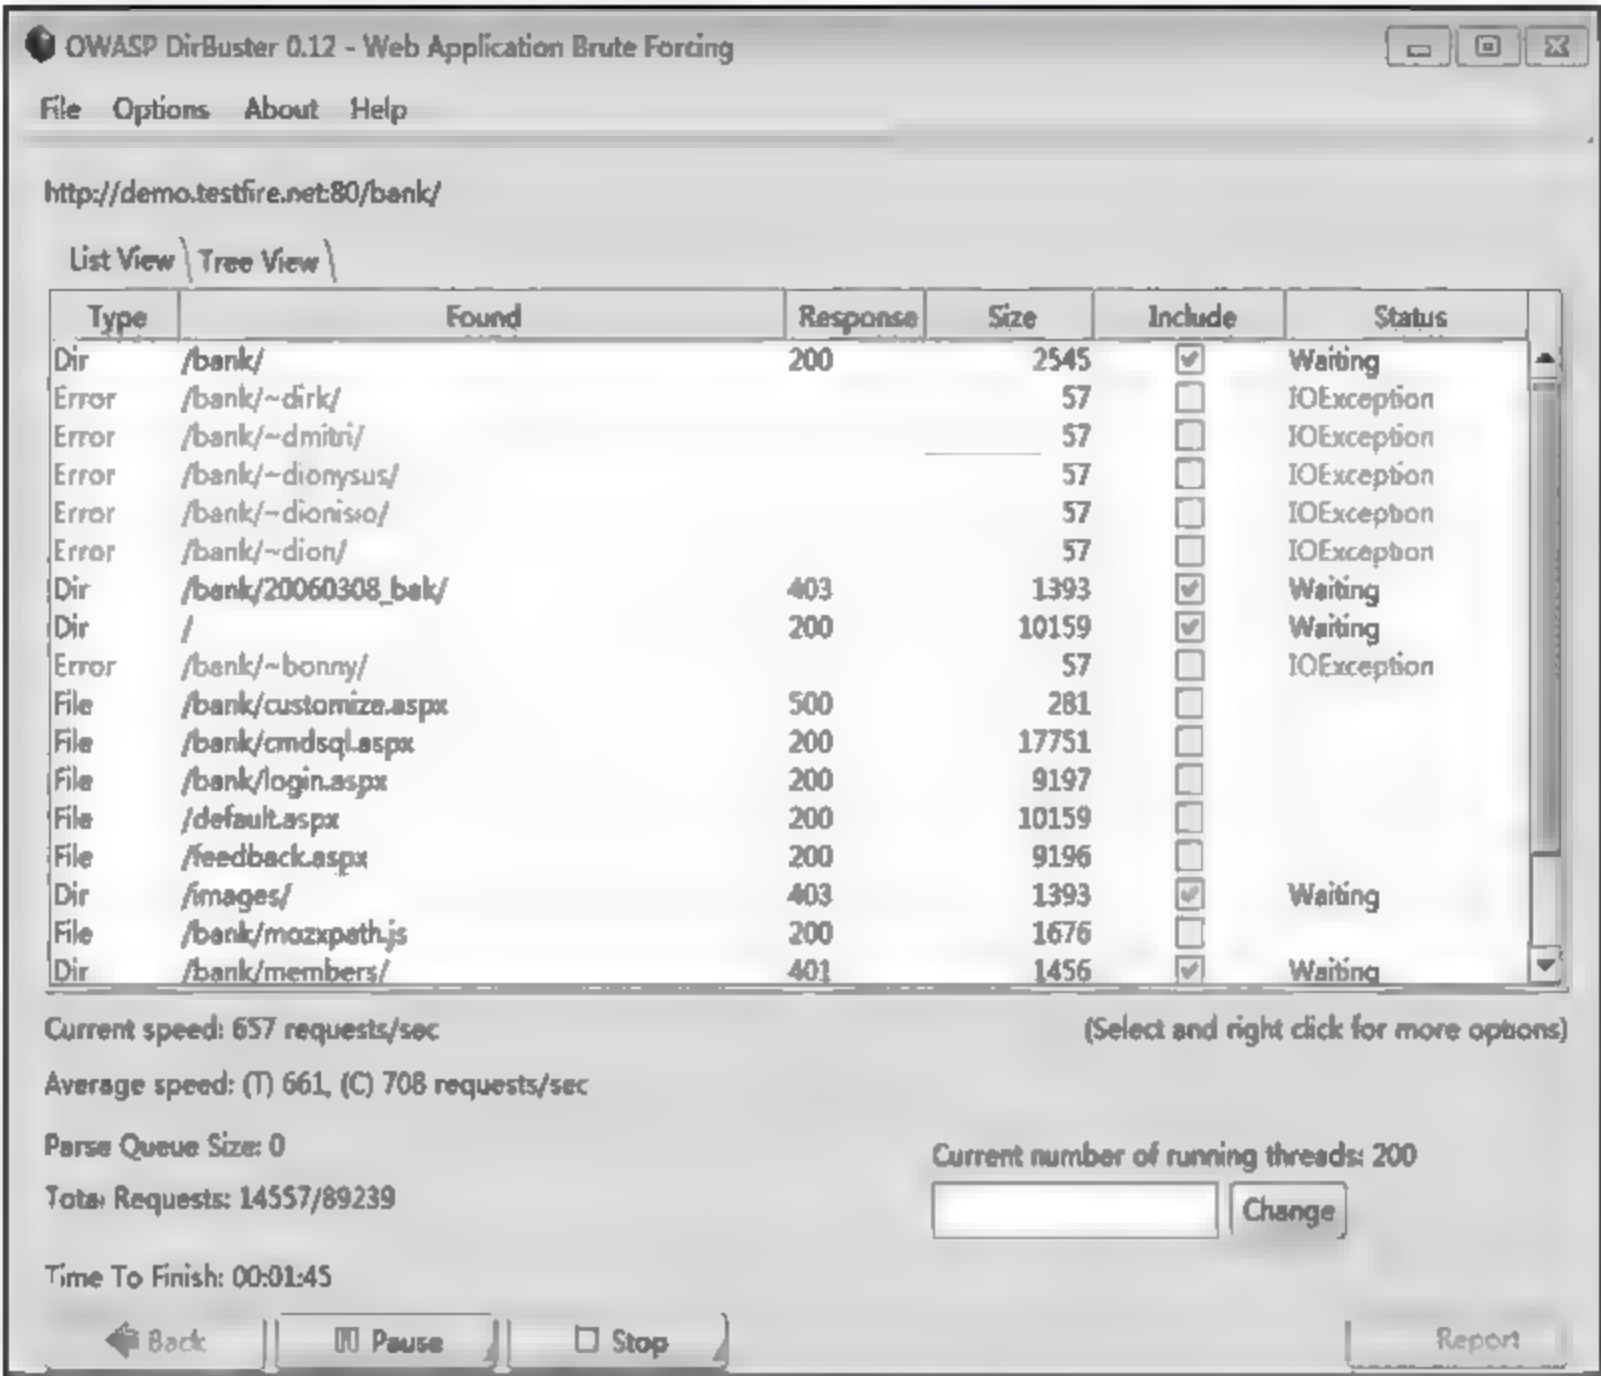 OWASP DirBuster 0.12 - Web Application Brute Forcing
File Options About Help
http://demo.testfire.net:80/bank/
List View Tree View
Type Found Response Size Include Status
Dir /bank/ 200 2545 Waiting
Error /bank/~dirk/ 57 IOException
Error /bank/~dmitri/ 57 IOException
Error /bank/~dionysus/ 57 IOException
Error /bank/~dionisio/ 57 IOException
Error /bank/~dion/ 57 IOException
Dir /bank/20060308_bak/ 403 1393 Waiting
Dir / 200 10159 Waiting
Error /bank/~bonny/ 57 IOException
File /bank/customize.aspx 500 281
File /bank/cmdsql.aspx 200 17751
File /bank/login.aspx 200 9197
File /default.aspx 200 10159
File /feedback.aspx 200 9196
Dir /images/ 403 1393 Waiting
File /bank/mozxpath.js 200 1676
Dir /bank/members/ 401 1456 Waiting
Current speed: 657 requests/sec (Select and right click for more options)
Average speed: (T) 661, (C) 708 requests/sec
Parse Queue Size: 0
Current number of running threads: 200
Total Requests: 14557/89239
Change
Time To Finish: 00:01:45
Back Pause Stop Report